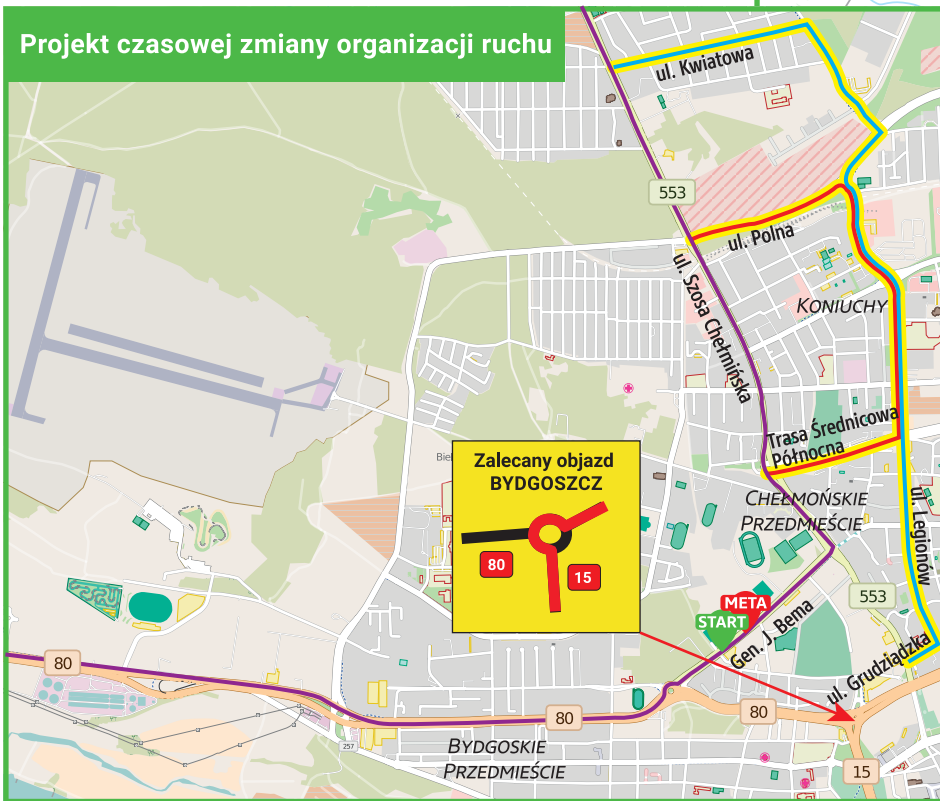 Projekt czasowej zmiany organizacji ruchu
ul. Kwiatowa
553
ul. Polna
ul. Szosa Chełmińska
KONIUCHY
Trasa Średnicowa
Północna
Zalecany objazd
BYDGOSZCZ
80
15
Biel
CHEŁMOŃSKIE
PRZEDMIEŚCIE
ul. Legionów
553
META
START
Gen. J. Bema
ul. Grudziądzka
80
80
80
257
BYDGOSKIE
PRZEDMIEŚCIE
15